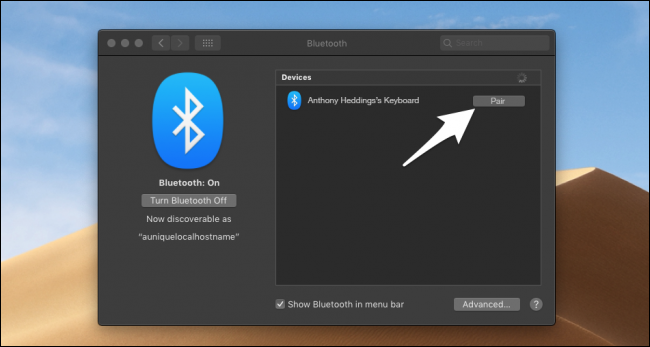 Bluetooth
Search
Devices
Anthony Heddings's Keyboard
Pair
Bluetooth: On
Turn Bluetooth Off
Now discoverable as
“auniquelocalhostname”
Show Bluetooth in menu bar
Advanced...
?